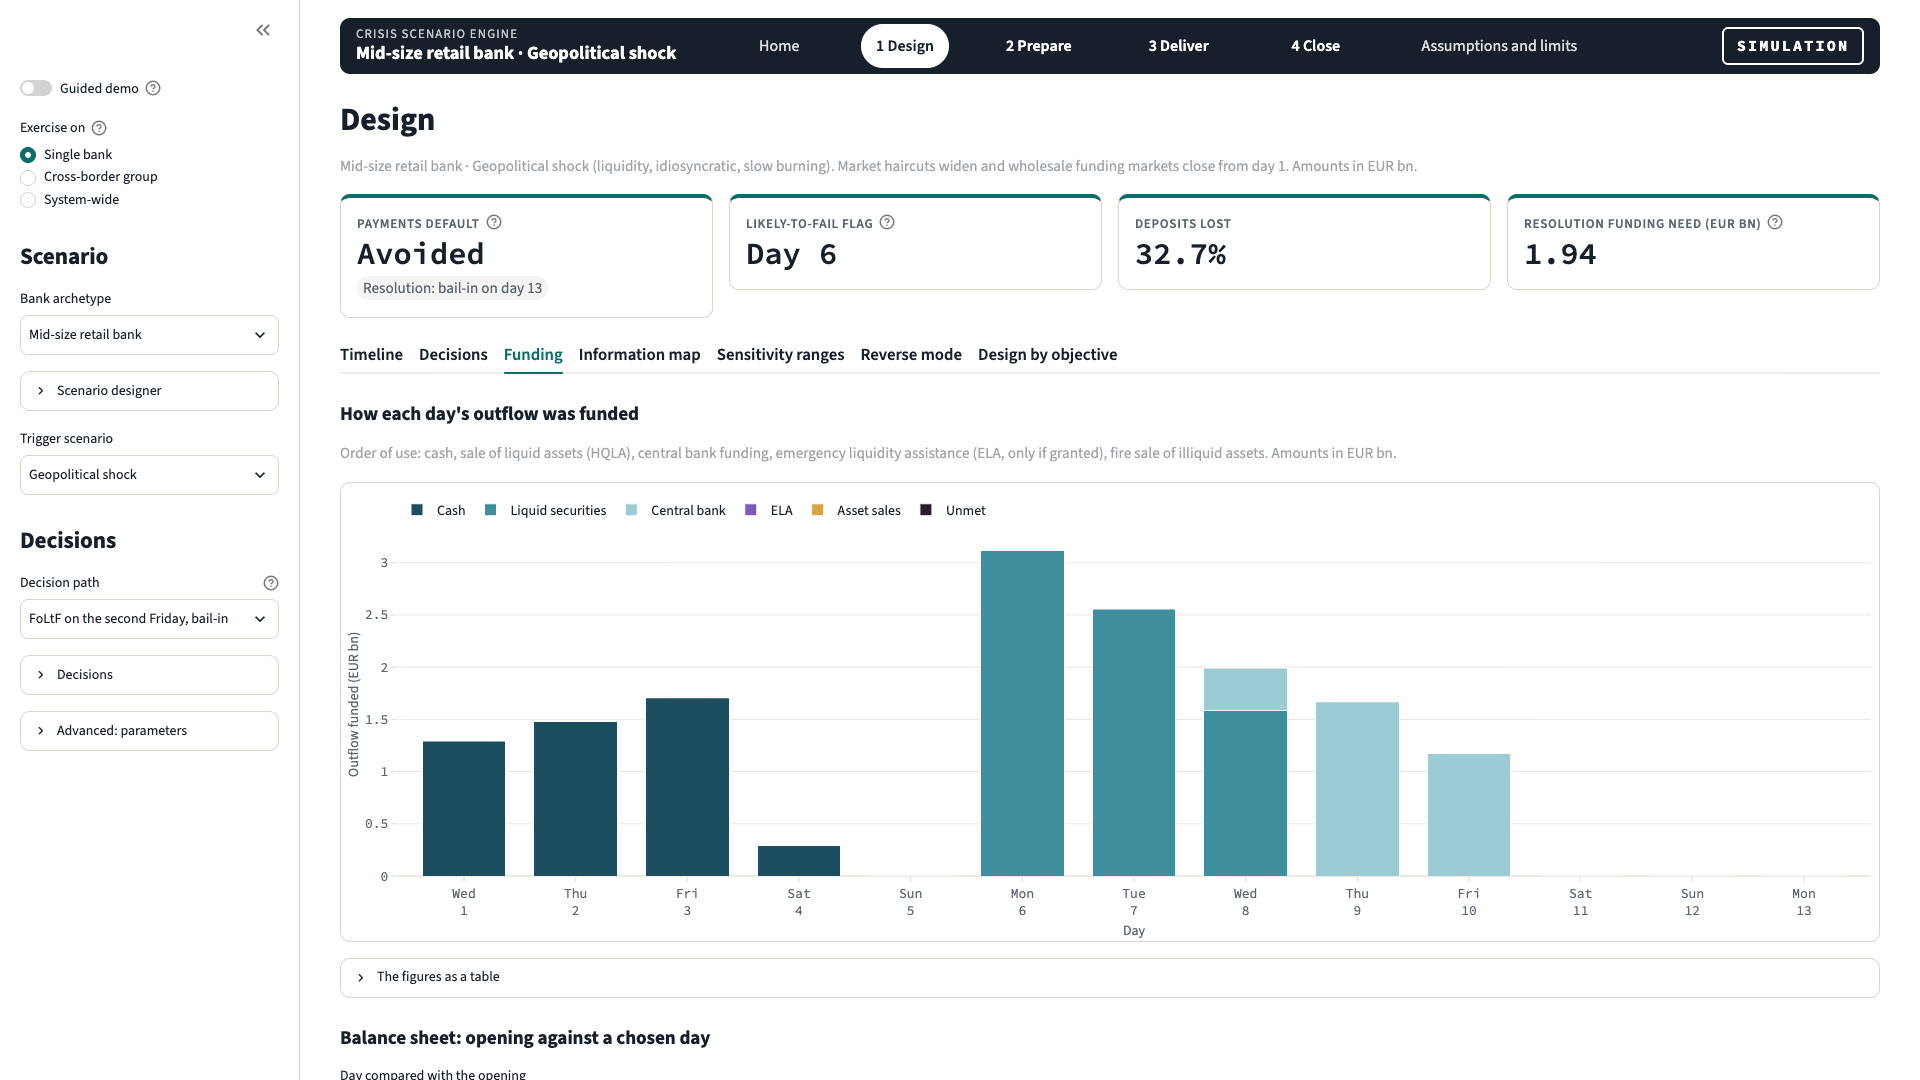 CRISIS SCENARIO ENGINE
Mid-size retail bank · Geopolitical shock
Home
1 Design
2 Prepare
3 Deliver
4 Close
Assumptions and limits
SIMULATION
Guided demo
Exercise on
Single bank
Cross-border group
System-wide
Scenario
Bank archetype
Mid-size retail bank
Scenario designer
Trigger scenario
Geopolitical shock
Decisions
Decision path
FoLtF on the second Friday, bail-in
Decisions
Advanced: parameters
Design
Mid-size retail bank · Geopolitical shock (liquidity, idiosyncratic, slow burning). Market haircuts widen and wholesale funding markets close from day 1. Amounts in EUR bn.
PAYMENTS DEFAULT
Avoided
Resolution: bail-in on day 13
LIKELY-TO-FAIL FLAG
Day 6
DEPOSITS LOST
32.7%
RESOLUTION FUNDING NEED (EUR BN)
1.94
Timeline
Decisions
Funding
Information map
Sensitivity ranges
Reverse mode
Design by objective
How each day's outflow was funded
Order of use: cash, sale of liquid assets (HQLA), central bank funding, emergency liquidity assistance (ELA, only if granted), fire sale of illiquid assets. Amounts in EUR bn.
Cash
Liquid securities
Central bank
ELA
Asset sales
Unmet
Outflow funded (EUR bn)
3
2.5
2
1.5
1
0.5
0
Wed Thu Fri Sat Sun Mon Tue Wed Thu Fri Sat Sun Mon
1 2 3 4 5 6 7 8 9 10 11 12 13
Day
The figures as a table
Balance sheet: opening against a chosen day
Day compared with the opening